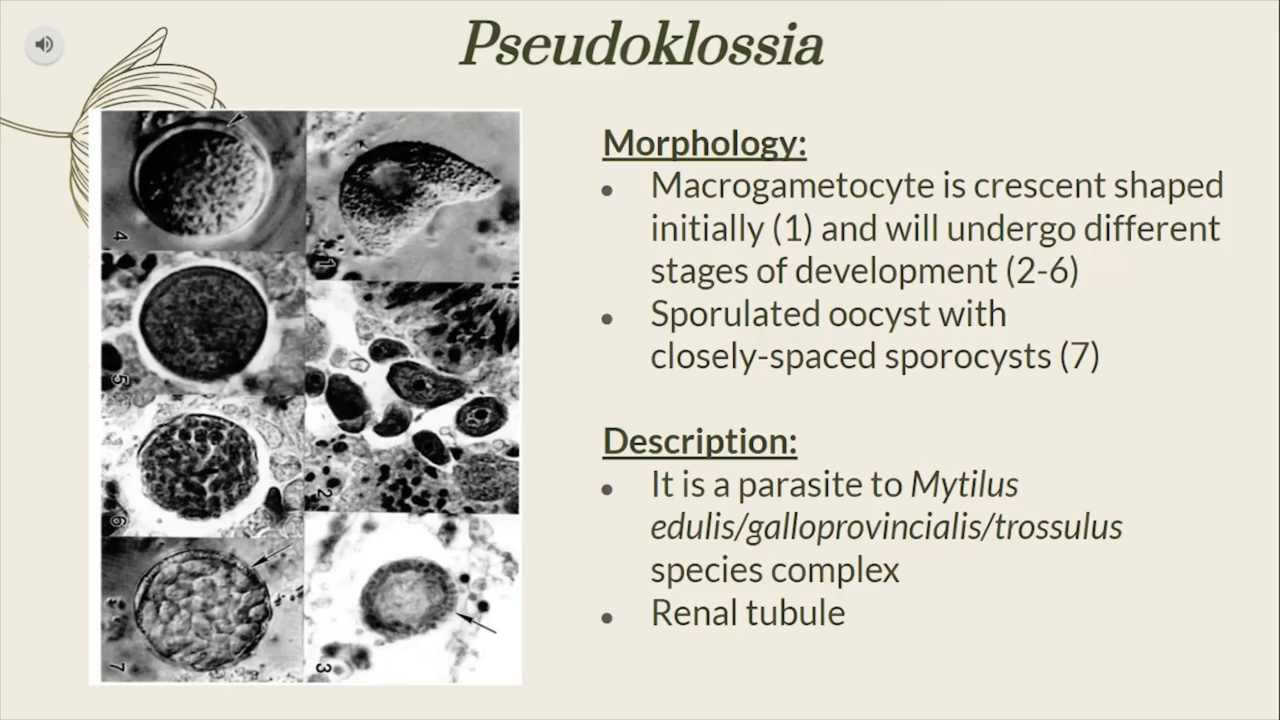 Pseudoklossia
4
1
5
2
6
7
3
Morphology:
• Macrogametocyte is crescent shaped
initially (1) and will undergo different
stages of development (2-6)
• Sporulated oocyst with
closely-spaced sporocysts (7)
Description:
• It is a parasite to Mytilus
edulis/galloprovincialis/trossulus
species complex
• Renal tubule